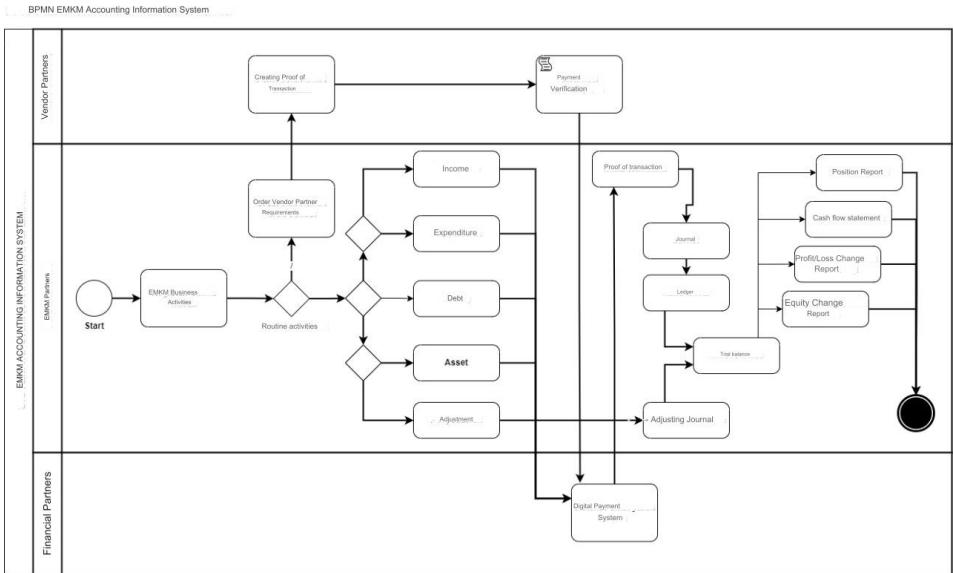 BPMN EMKM Accounting Information System
EMKM ACCOUNTING INFORMATION SYSTEM
Vendor Partners
Creating Proof of
Transaction
Payment
Verification
EMKM Partners
Start
EMKM Business
Activities
Order Vendor Partner
Requirements
Routine activities
Income
Expenditure
Debt
Asset
Adjustment
Proof of transaction
Journal
Ledger
Trial balance
Adjusting Journal
Position Report
Cash flow statement
Profit/Loss Change
Report
Equity Change
Report
Financial Partners
Digital Payment
System